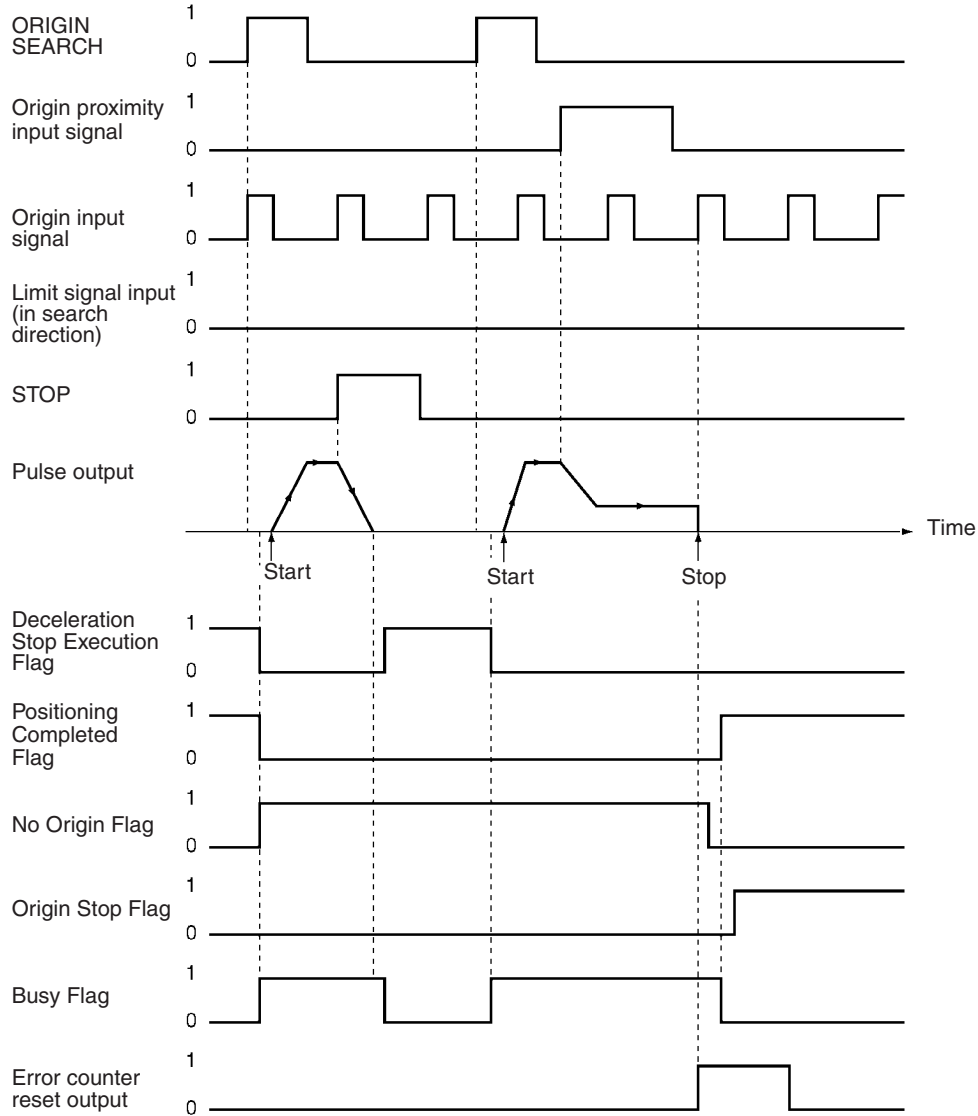 1
ORIGIN
SEARCH
0
1
Origin proximity
input signal
0
1
Origin input
signal
0
1
Limit signal input
(in search
direction)
0
1
STOP
0
Pulse output
Time
Start
Start
Stop
Deceleration
Stop Execution
Flag
1
0
Positioning
Completed
Flag
1
0
1
No Origin Flag
0
1
Origin Stop Flag
0
1
Busy Flag
0
1
Error counter
reset output
0